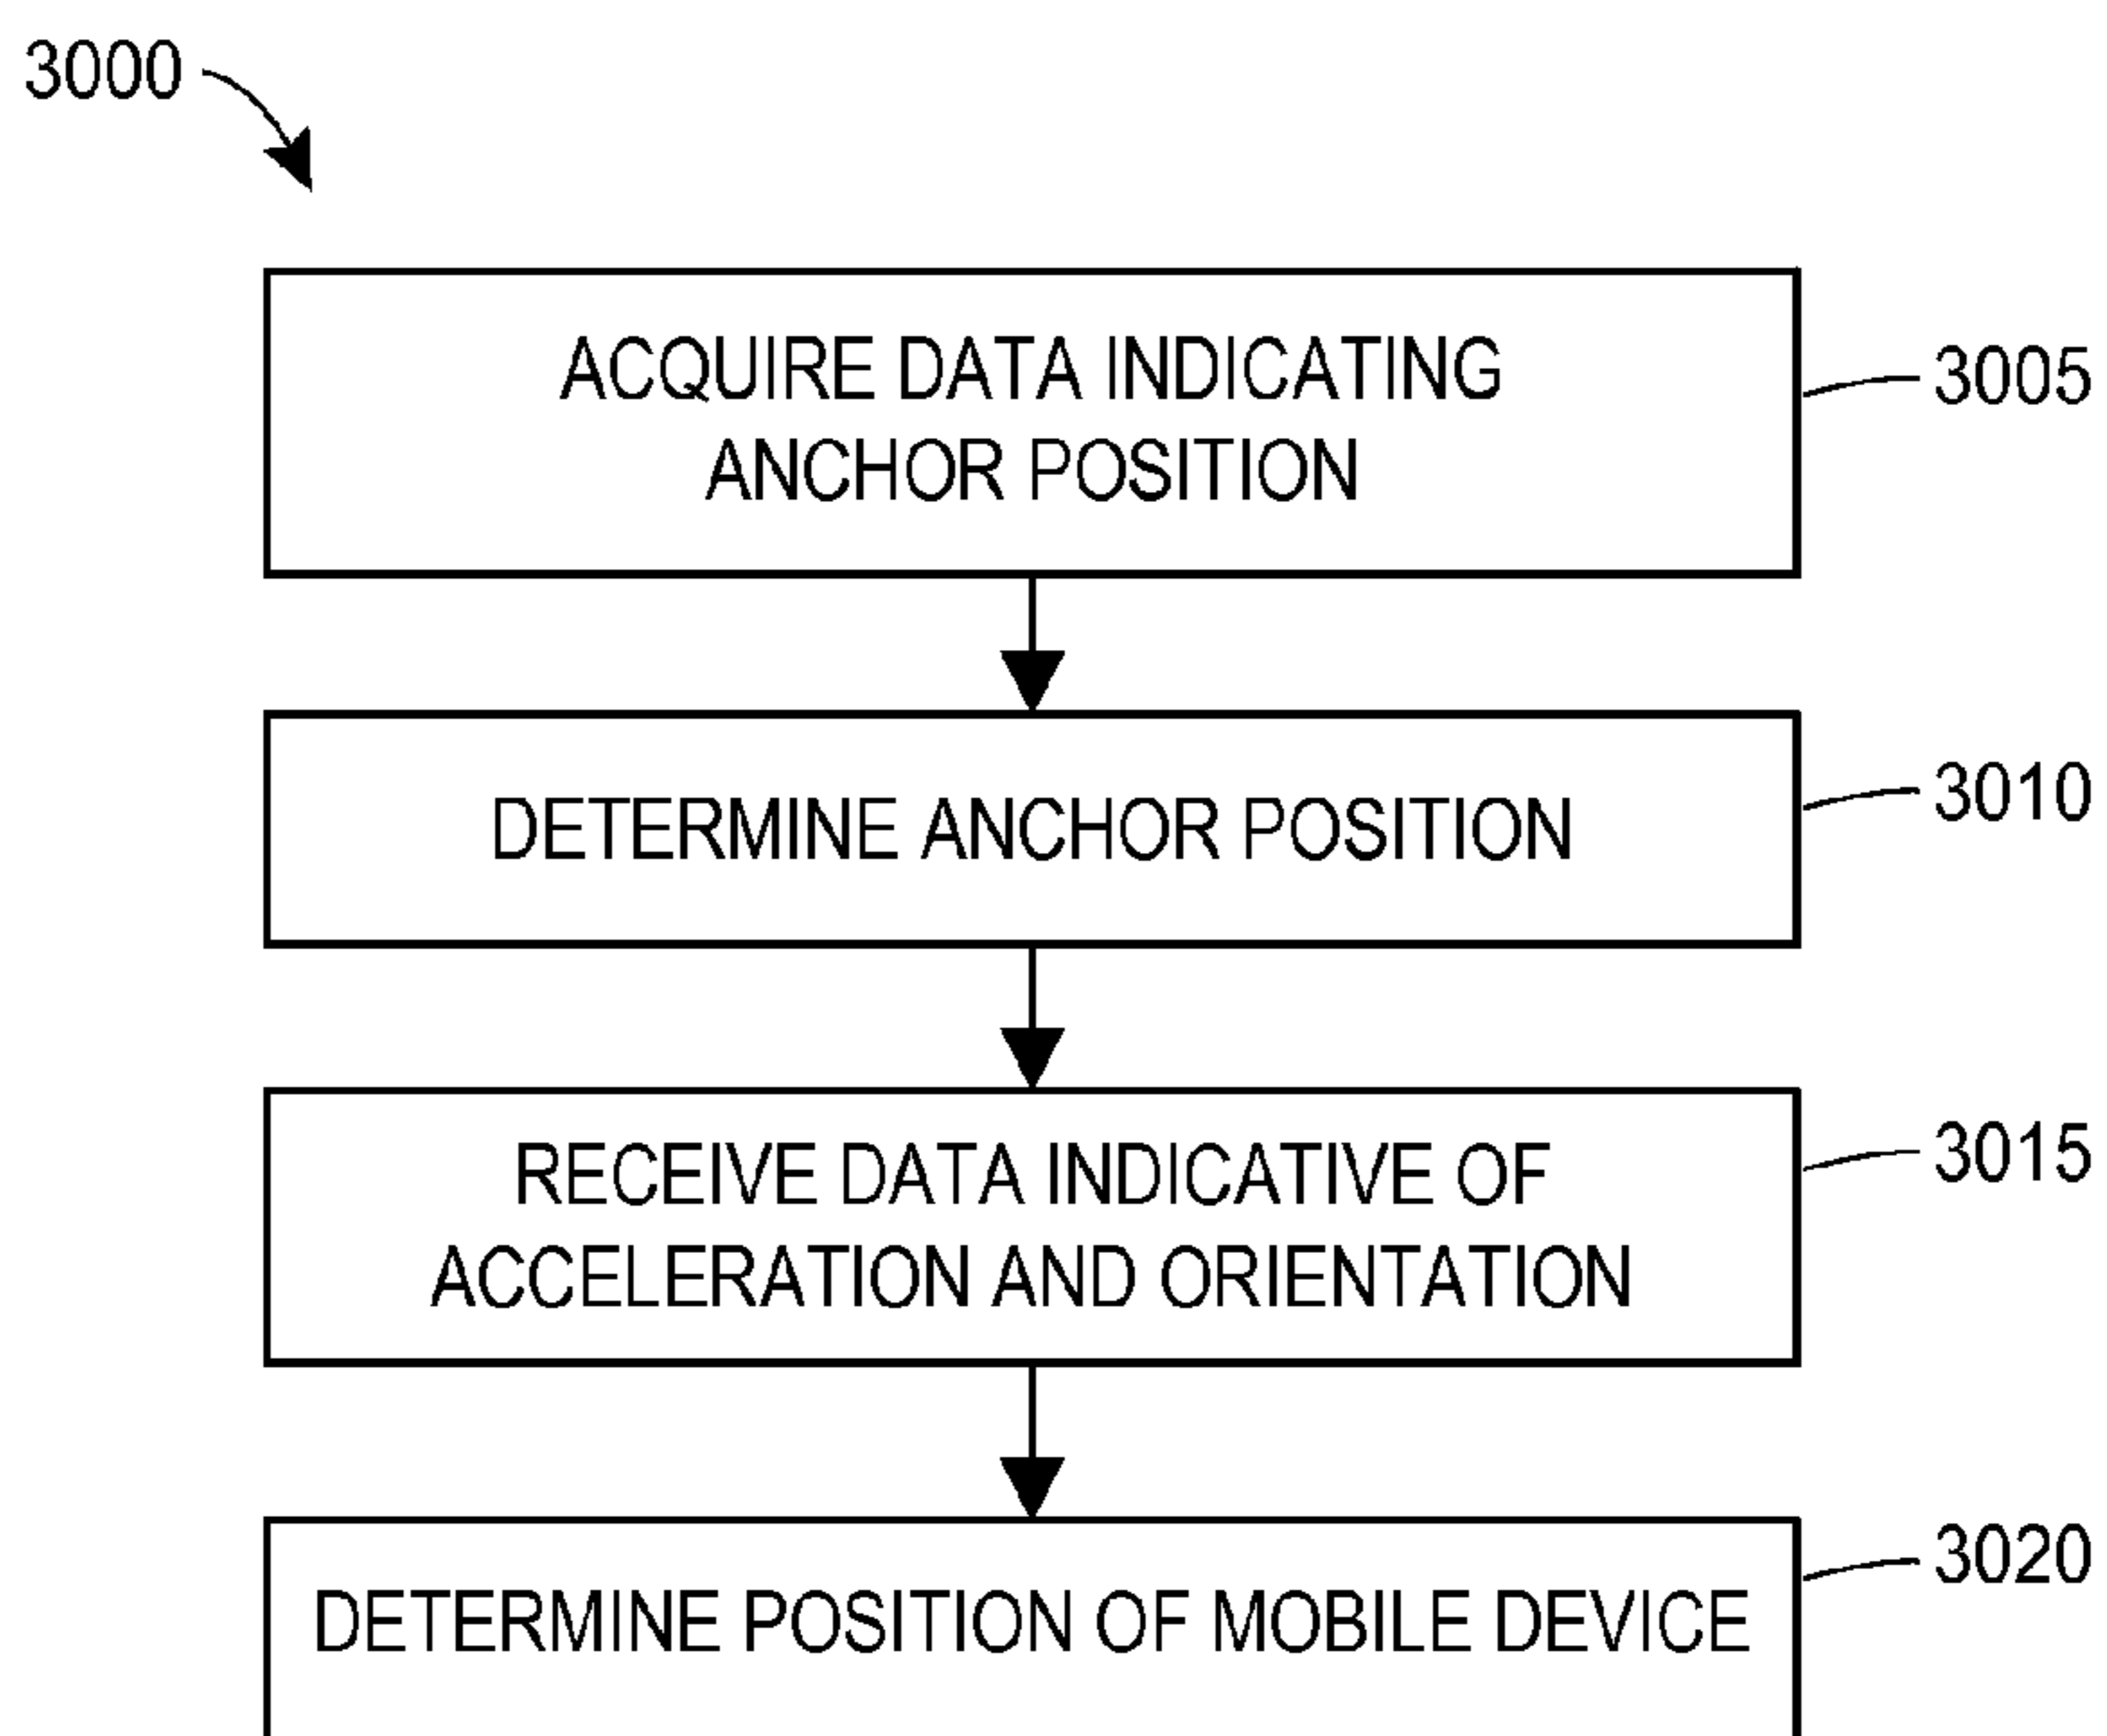 3000
ACQUIRE DATA INDICATING
ANCHOR POSITION
3005
DETERMINE ANCHOR POSITION
3010
RECEIVE DATA INDICATIVE OF
ACCELERATION AND ORIENTATION
3015
DETERMINE POSITION OF MOBILE DEVICE
3020